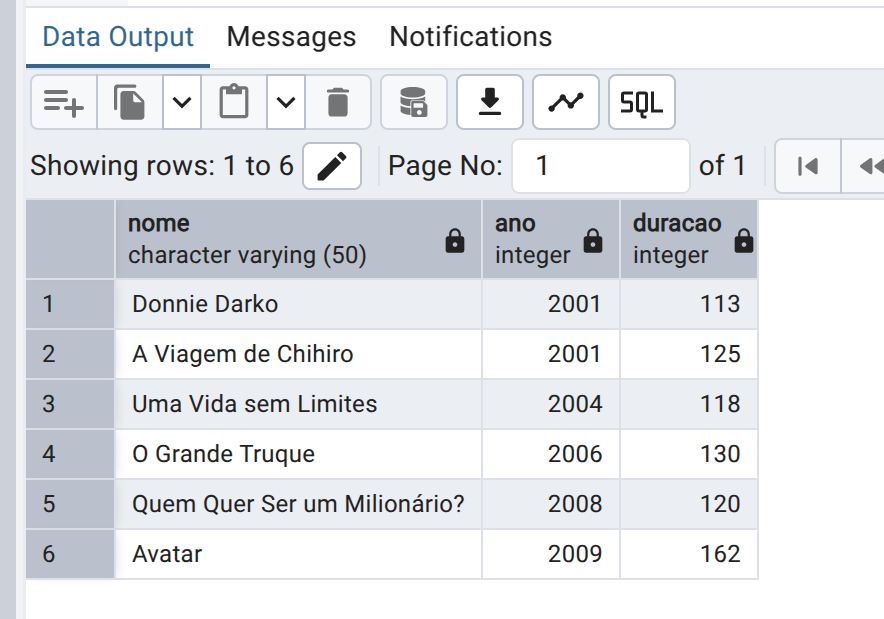 Data Output Messages Notifications
SQL
Showing rows: 1 to 6 Page No: 1 of 1
nome ano duracao
character varying (50) integer integer
1 Donnie Darko 2001 113
2 A Viagem de Chihiro 2001 125
3 Uma Vida sem Limites 2004 118
4 O Grande Truque 2006 130
5 Quem Quer Ser um Milionário? 2008 120
6 Avatar 2009 162